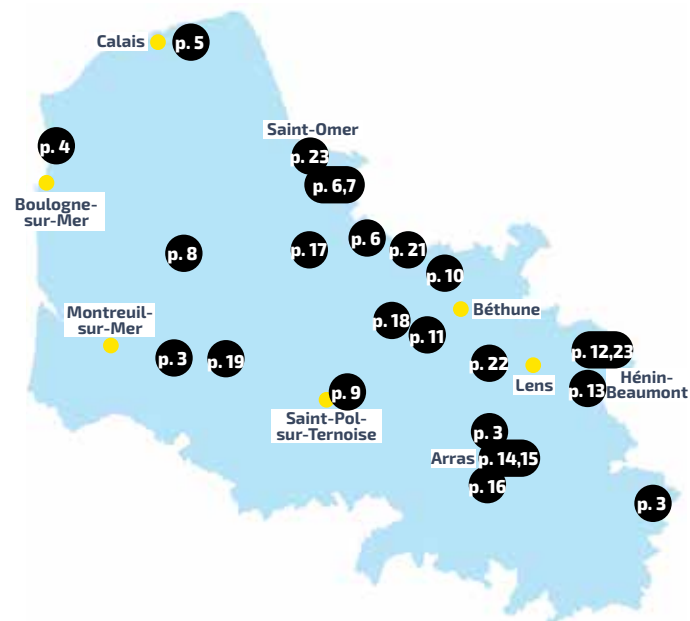 Calais
p. 5
Saint-Omer
p. 4
p. 23
p. 6,7
Boulogne-
sur-Mer
p. 8
p. 17
p. 6
p. 21
p. 10
Montreuil-
sur-Mer
p. 18
p. 11
Béthune
p. 3
p. 19
p. 22
Lens
p. 12,23
p. 13
Hénin-
Beaumont
p. 9
Saint-Pol-
sur-Ternoise
p. 3
Arras
p. 14,15
p. 16
p. 3